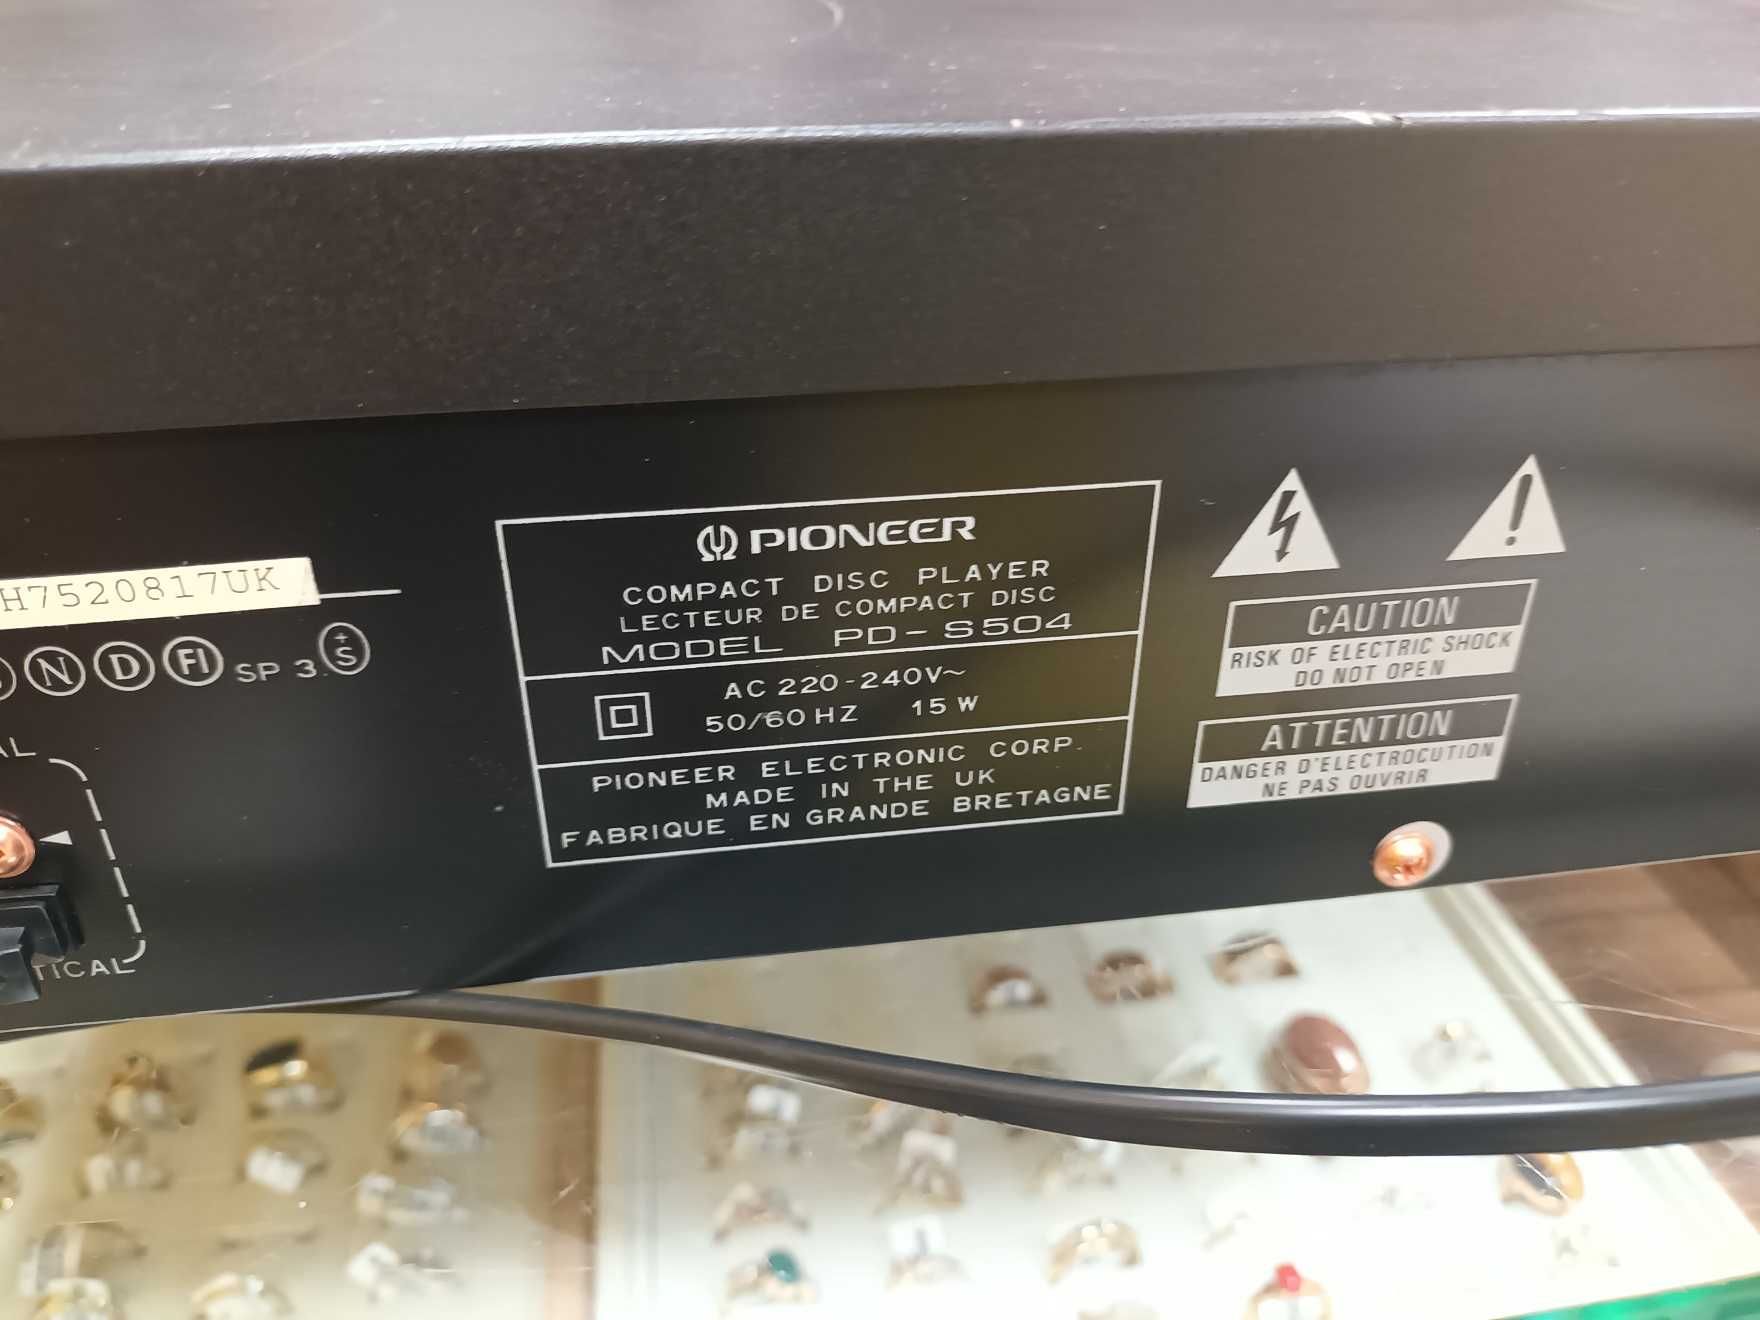 H7520817UK
N D FI SP 3. +S
AL
TICAL
PIONEER
COMPACT DISC PLAYER
LECTEUR DE COMPACT DISC
MODEL PD-S504
AC 220-240V~
50/60 HZ 15 W
PIONEER ELECTRONIC CORP.
MADE IN THE UK
FABRIQUE EN GRANDE BRETAGNE
CAUTION
RISK OF ELECTRIC SHOCK
DO NOT OPEN
ATTENTION
DANGER D'ELECTROCUTION
NE PAS OUVRIR